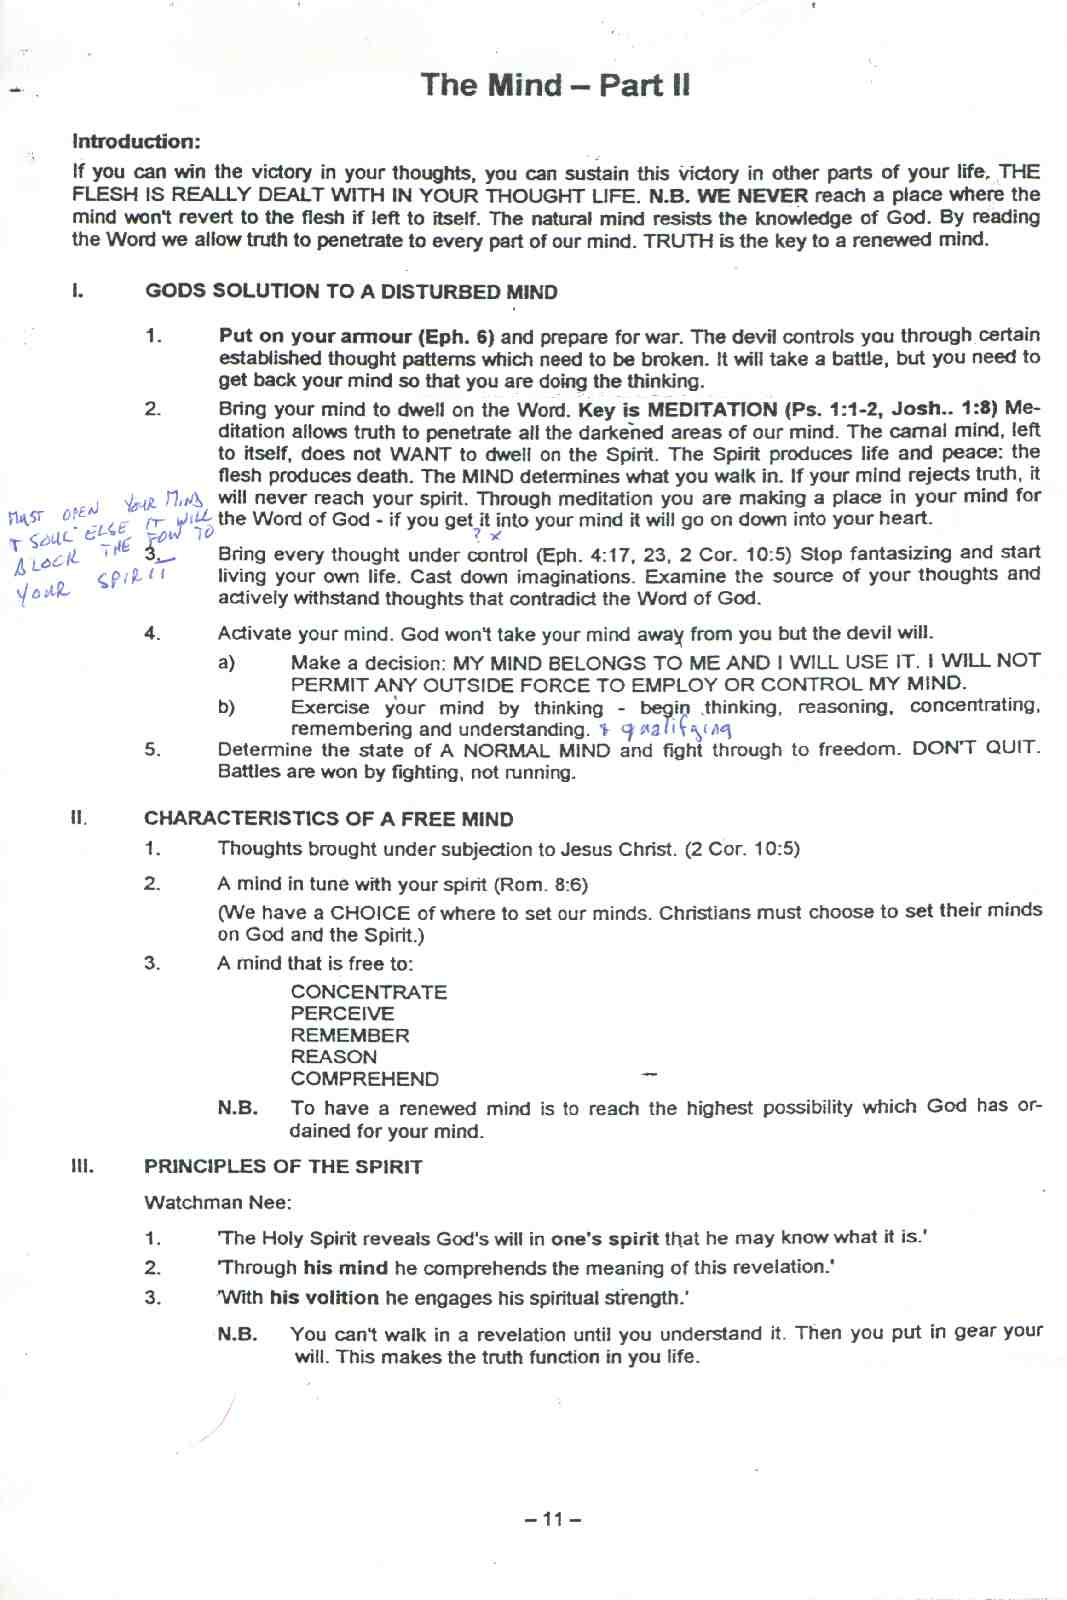 The Mind – Part II
Introduction:
If you can win the victory in your thoughts, you can sustain this victory in other parts of your life. THE
FLESH IS REALLY DEALT WITH IN YOUR THOUGHT LIFE. N.B. WE NEVER reach a place where the
mind won't revert to the flesh if left to itself. The natural mind resists the knowledge of God. By reading
the Word we allow truth to penetrate to every part of our mind. TRUTH is the key to a renewed mind.
I. GODS SOLUTION TO A DISTURBED MIND
1. Put on your armour (Eph. 6) and prepare for war. The devil controls you through certain
established thought patterns which need to be broken. It will take a battle, but you need to
get back your mind so that you are doing the thinking.
2. Bring your mind to dwell on the Word. Key is MEDITATION (Ps. 1:1-2, Josh.. 1:8) Me-
ditation allows truth to penetrate all the darkened areas of our mind. The carnal mind, left
to itself, does not WANT to dwell on the Spirit. The Spirit produces life and peace: the
flesh produces death. The MIND determines what you walk in. If your mind rejects truth, it
will never reach your spirit. Through meditation you are making a place in your mind for
the Word of God - if you get it into your mind it will go on down into your heart.
? x
MUST OPEN YOUR MIND
+ SOUL ELSE IT WILL
BLOCK THE FOW TO
YOUR SPIRIT
3. Bring every thought under control (Eph. 4:17, 23, 2 Cor. 10:5) Stop fantasizing and start
living your own life. Cast down imaginations. Examine the source of your thoughts and
actively withstand thoughts that contradict the Word of God.
4. Activate your mind. God won't take your mind away from you but the devil will.
a) Make a decision: MY MIND BELONGS TO ME AND I WILL USE IT. I WILL NOT
PERMIT ANY OUTSIDE FORCE TO EMPLOY OR CONTROL MY MIND.
b) Exercise your mind by thinking - begin thinking, reasoning, concentrating,
remembering and understanding. & qualifying
5. Determine the state of A NORMAL MIND and fight through to freedom. DON'T QUIT.
Battles are won by fighting, not running.
II. CHARACTERISTICS OF A FREE MIND
1. Thoughts brought under subjection to Jesus Christ. (2 Cor. 10:5)
2. A mind in tune with your spirit (Rom. 8:6)
(We have a CHOICE of where to set our minds. Christians must choose to set their minds
on God and the Spirit.)
3. A mind that is free to:
CONCENTRATE
PERCEIVE
REMEMBER
REASON
COMPREHEND
N.B. To have a renewed mind is to reach the highest possibility which God has or-
dained for your mind.
III. PRINCIPLES OF THE SPIRIT
Watchman Nee:
1. 'The Holy Spirit reveals God's will in one's spirit that he may know what it is.'
2. 'Through his mind he comprehends the meaning of this revelation.'
3. 'With his volition he engages his spiritual strength.'
N.B. You can't walk in a revelation until you understand it. Then you put in gear your
will. This makes the truth function in you life.
– 11 –